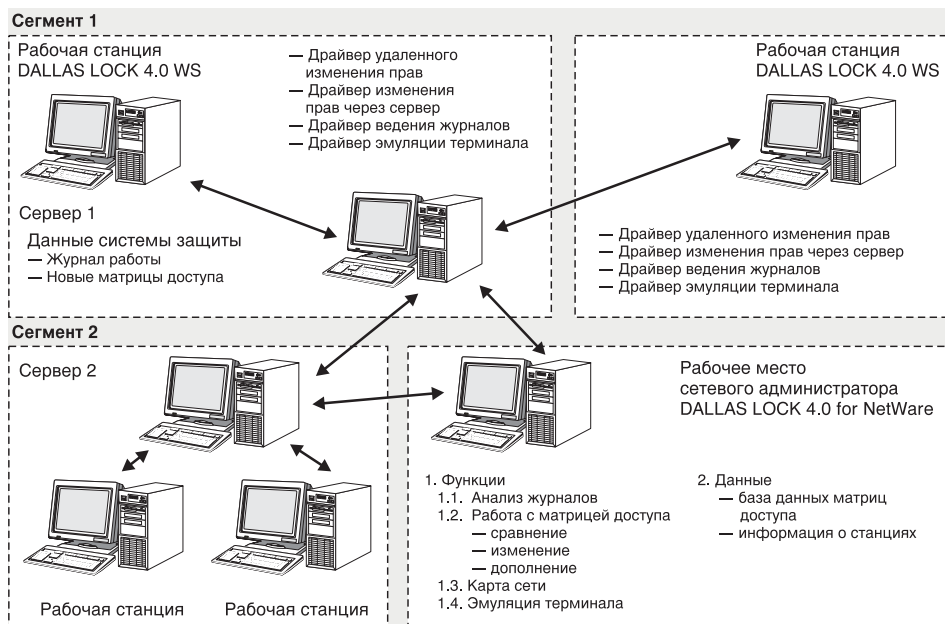 Сегмент 1
Рабочая станция
DALLAS LOCK 4.0 WS
— Драйвер удаленного
изменения прав
— Драйвер изменения
прав через сервер
— Драйвер ведения журналов
— Драйвер эмуляции терминала
Рабочая станция
DALLAS LOCK 4.0 WS
Сервер 1
Данные системы защиты
— Журнал работы
— Новые матрицы доступа
— Драйвер удаленного изменения прав
— Драйвер изменения прав через сервер
— Драйвер ведения журналов
— Драйвер эмуляции терминала
Сегмент 2
Сервер 2
Рабочая станция
Рабочая станция
Рабочее место
сетевого администратора
DALLAS LOCK 4.0 for NetWare
1. Функции
1.1. Анализ журналов
1.2. Работа с матрицей доступа
— сравнение
— изменение
— дополнение
1.3. Карта сети
1.4. Эмуляция терминала
2. Данные
— база данных матриц
доступа
— информация о станциях